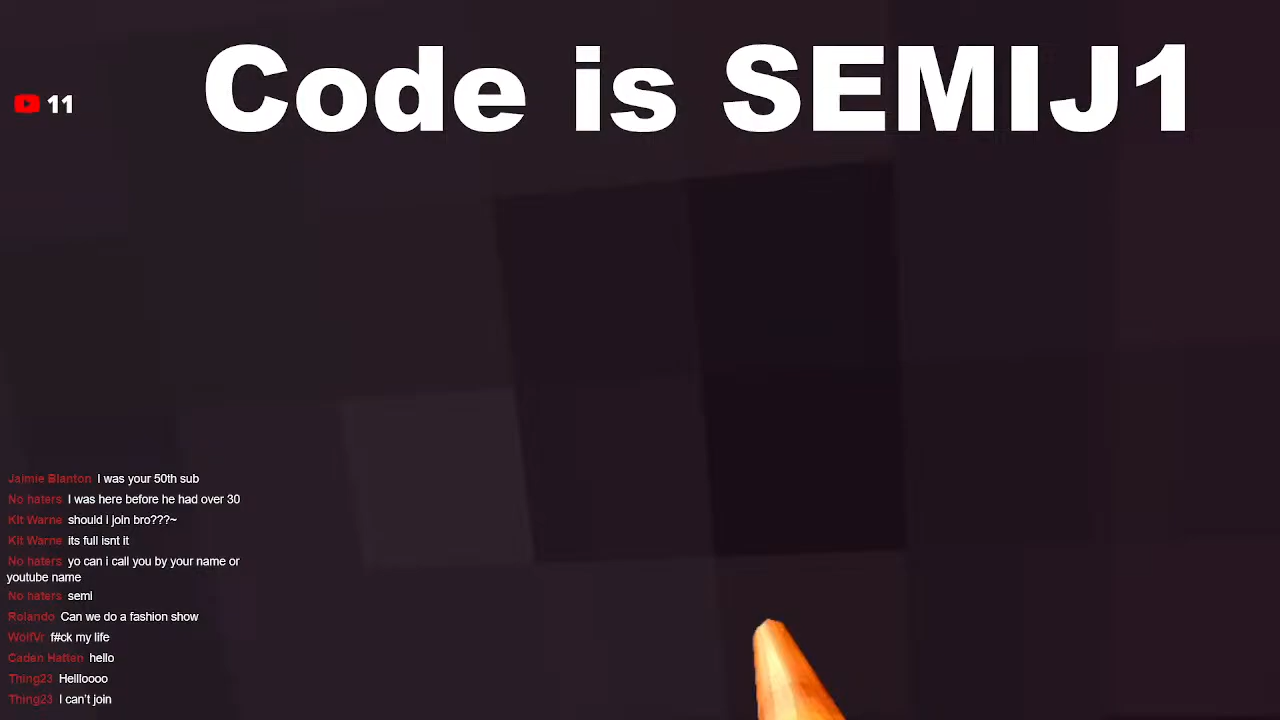 Code is SEMIJ1
11
Jaimie Blanton I was your 50th sub
No haters I was here before he had over 30
Kit Warne should I join bro???~
Kit Warne its full isnt it
No haters yo can i call you by your name or
youtube name
No haters semI
Rolando Can we do a fashion show
WolfVr f#ck my life
Caden Hatten hello
Thing23 Hellloooo
Thing23 I can't join